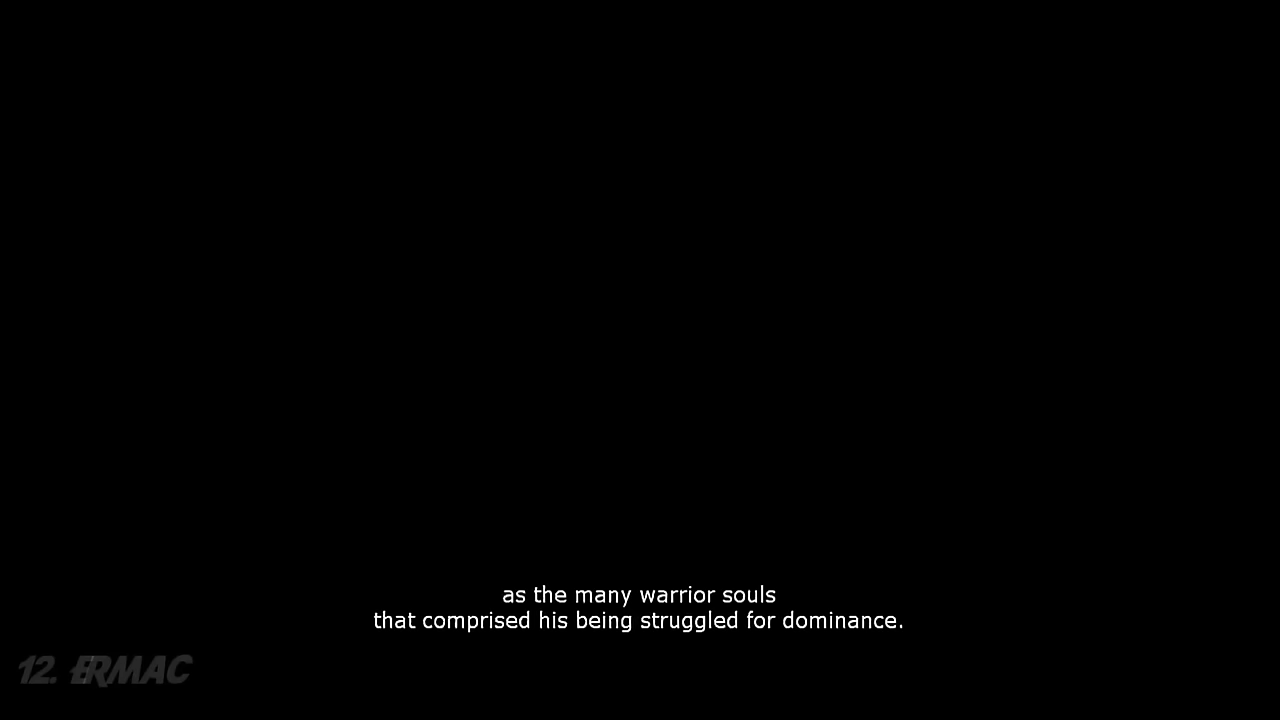 as the many warrior souls
that comprised his being struggled for dominance.
12. ERMAC